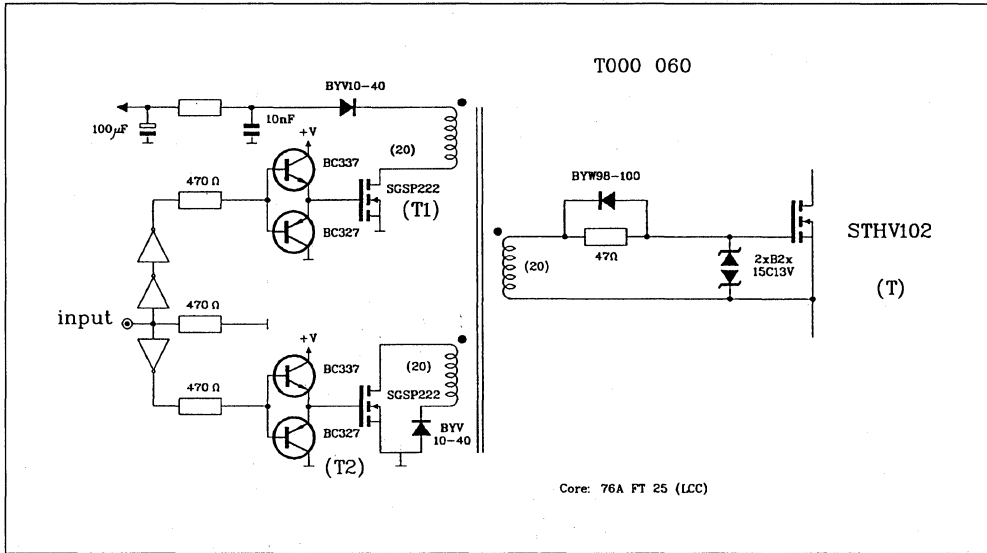 T000 060
BYV10-40
100μF
10nF
+V
BC337
(20)
470 Ω
SGSP222
(T1)
BC327
BYW98-100
47Ω
STHV102
(20)
2xB2x
15C13V
(T)
input
470 Ω
+V
BC337
(20)
470 Ω
SGSP222
BC327
BYV
10-40
(T2)
Core: 76A FT 25 (LCC)